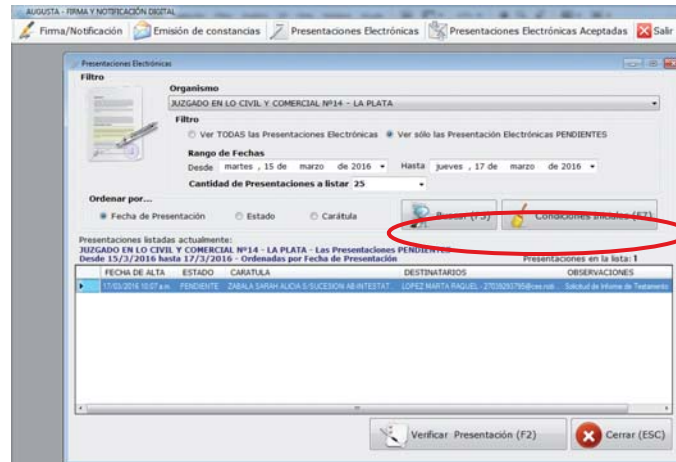 AUGUSTA - FIRMA Y NOTIFICACIÓN DIGITAL
Firma/Notificación Emisión de constancias Presentaciones Electrónicas Presentaciones Electrónicas Aceptadas Salir
Presentaciones Electrónicas
Filtro
Organismo
JUZGADO EN LO CIVIL Y COMERCIAL Nº14 - LA PLATA
Filtro
Ver TODAS las Presentaciones Electrónicas Ver sólo las Presentación Electrónicas PENDIENTES
Rango de Fechas
Desde martes , 15 de marzo de 2016 Hasta jueves , 17 de marzo de 2016
Cantidad de Presentaciones a listar 25
Ordenar por...
Fecha de Presentación Estado Carátula
Buscar (F5) Condiciones Iniciales (F7)
Presentaciones listadas actualmente:
JUZGADO EN LO CIVIL Y COMERCIAL Nº14 - LA PLATA - Las Presentaciones PENDIENTES
Desde 15/3/2016 hasta 17/3/2016 - Ordenadas por Fecha de Presentación Presentaciones en la lista: 1
FECHA DE ALTA ESTADO CARATULA DESTINATARIOS OBSERVACIONES
17/03/2016 10:07 a.m. PENDIENTE ZABALA SARAH ALICIA S/SUCESION AB-INTESTAT... LOPEZ MARTA RAQUEL - Solicitud de Informe de Testamento
Verificar Presentación (F2) Cerrar (ESC)